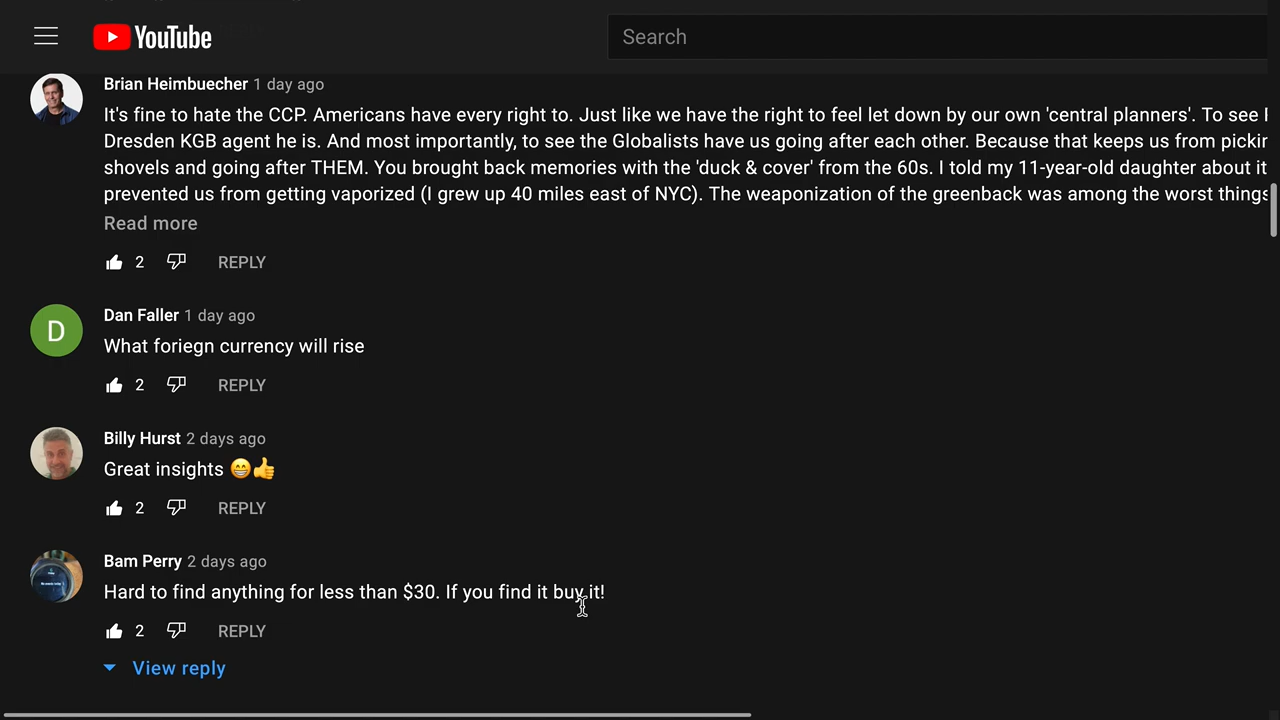 YouTube
Search
Brian Heimbuecher 1 day ago
It's fine to hate the CCP. Americans have every right to. Just like we have the right to feel let down by our own 'central planners'. To see
Dresden KGB agent he is. And most importantly, to see the Globalists have us going after each other. Because that keeps us from
shovels and going after THEM. You brought back memories with the 'duck & cover' from the 60s. I told my 11-year-old daughter about it
prevented us from getting vaporized (I grew up 40 miles east of NYC). The weaponization of the greenback was among the worst things
Read more
2 REPLY
D
Dan Faller 1 day ago
What foriegn currency will rise
2 REPLY
Billy Hurst 2 days ago
Great insights 😁👍
2 REPLY
Bam Perry 2 days ago
Hard to find anything for less than $30. If you find it buy it!
2 REPLY
View reply